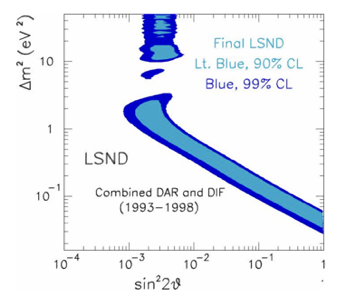 Δm² (eV²)
10
1
10⁻¹
Final LSND
Lt. Blue, 90% CL
Blue, 99% CL
LSND
Combined DAR and DIF
(1993-1998)
10⁻⁴ 10⁻³ 10⁻² 10⁻¹ 1
sin²2ϑ